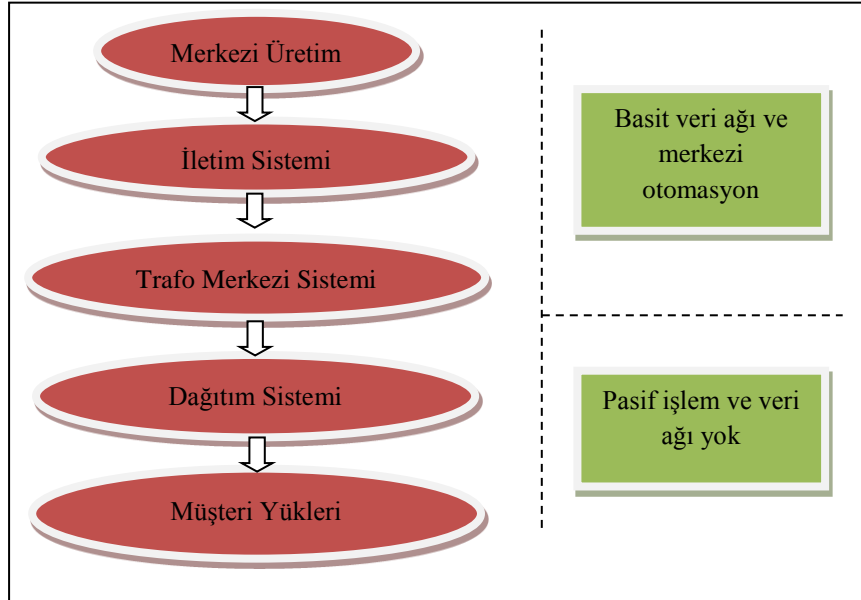 Merkezi Üretim
İletim Sistemi
Trafo Merkezi Sistemi
Dağıtım Sistemi
Müşteri Yükleri
Basit veri ağı ve
merkezi
otomasyon
Pasif işlem ve veri
ağı yok